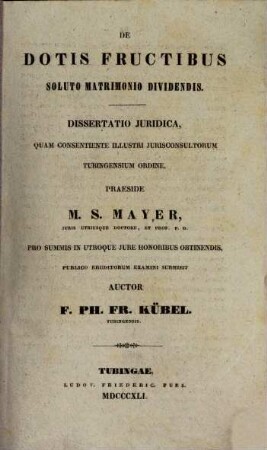 DE
DOTIS FRUCTIBUS
SOLUTO MATRIMONIO DIVIDENDIS.
DISSERTATIO JURIDICA,
QUAM CONSENTIENTE ILLUSTRI JURISCONSULTORUM
TUBINGENSIUM ORDINE,
PRAESIDE
M. S. MAYER,
JURIS UTRIUSQUE DOCTORE, ET PROF. P. O.
PRO SUMMIS IN UTROQUE JURE HONORIBUS OBTINENDIS,
PUBLICO ERUDITORUM EXAMINI SUBMISIT
AUCTOR
F. PH. FR. KÜBEL.
TUBINGENSIS.
TUBINGAE,
LUDOV. FRIEDERIC. FUES.
MDCCCXLI.